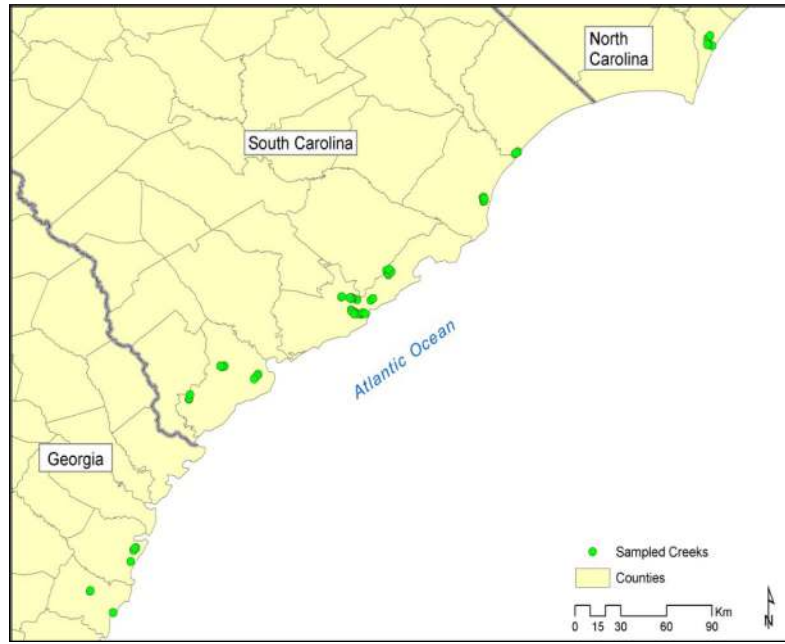 North
Carolina
South Carolina
Atlantic Ocean
Georgia
Sampled Creeks
Counties
Km
0 15 30 60 90
N